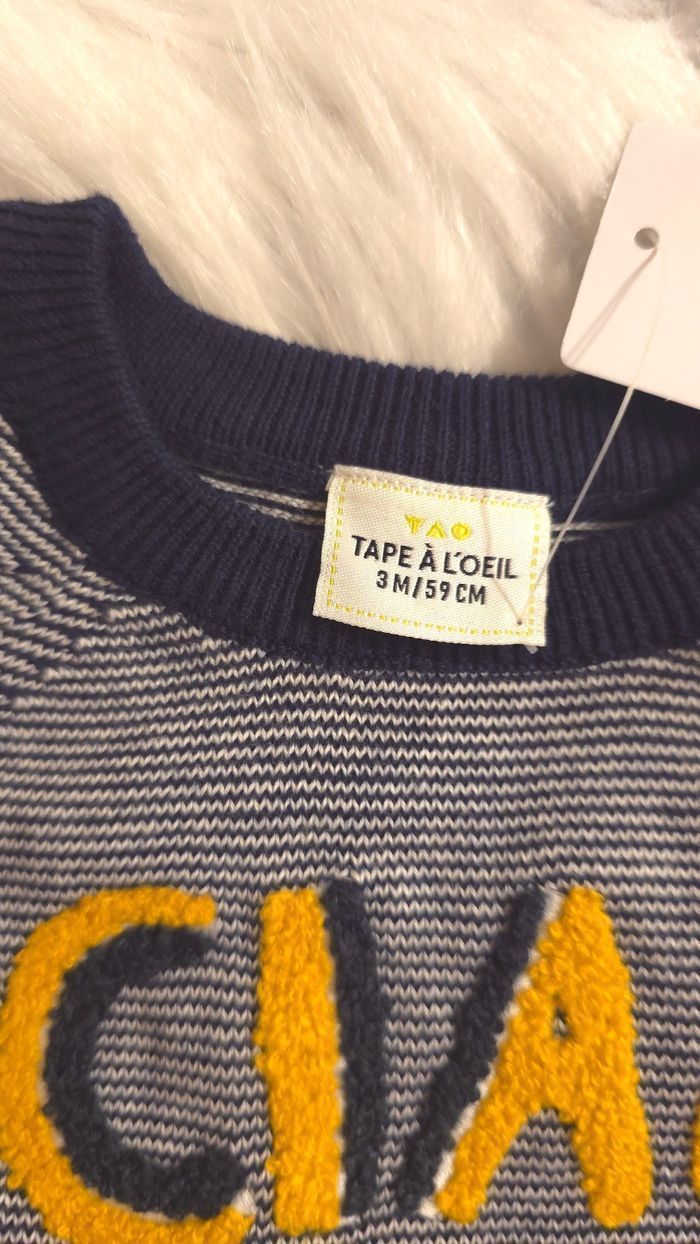 TAO
TAPE À L'OEIL
3 M/59 CM
CIA